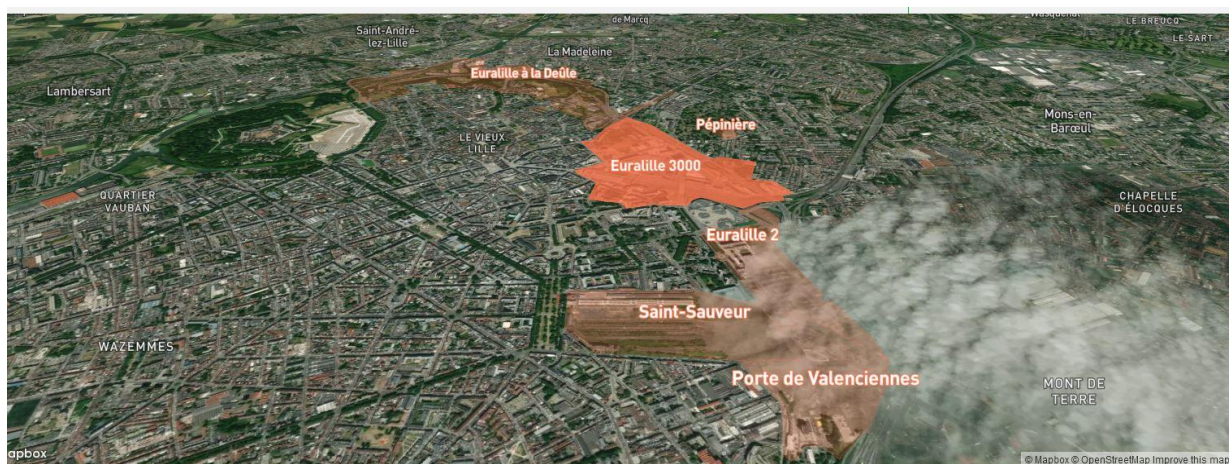 de Marcq
Wasquehal
LE BREUCQ
LE SART
Saint-André-
lez-Lille
La Madeleine
Euralille à la Deûle
Lambersart
Mons-en-
Barœul
Pépinière
LE VIEUX
LILLE
Euralille 3000
QUARTIER
VAUBAN
CHAPELLE
D'ÉLOCQUES
Euralille 2
Saint-Sauveur
WAZEMMES
Porte de Valenciennes
MONT DE
TERRE
apbox
© Mapbox © OpenStreetMap Improve this map